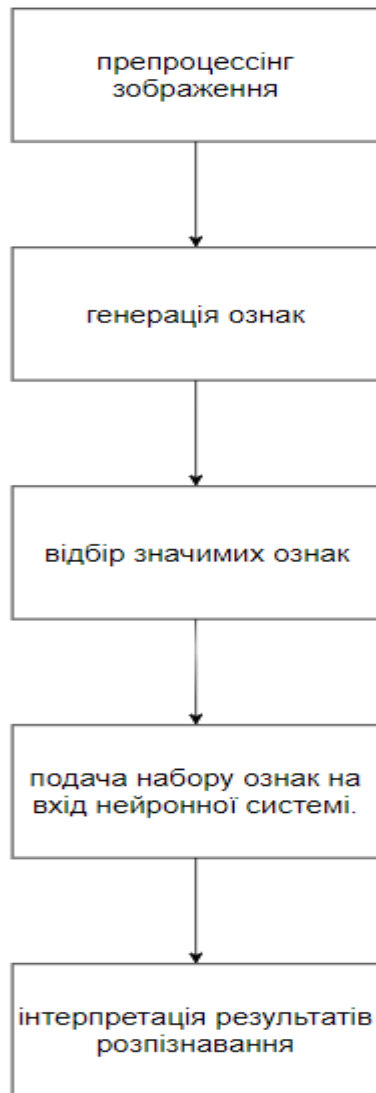 препроцессінг
зображення
генерація ознак
відбір значимих ознак
подача набору ознак на
вхід нейронної системі.
інтерпретація результатів
розпізнавання